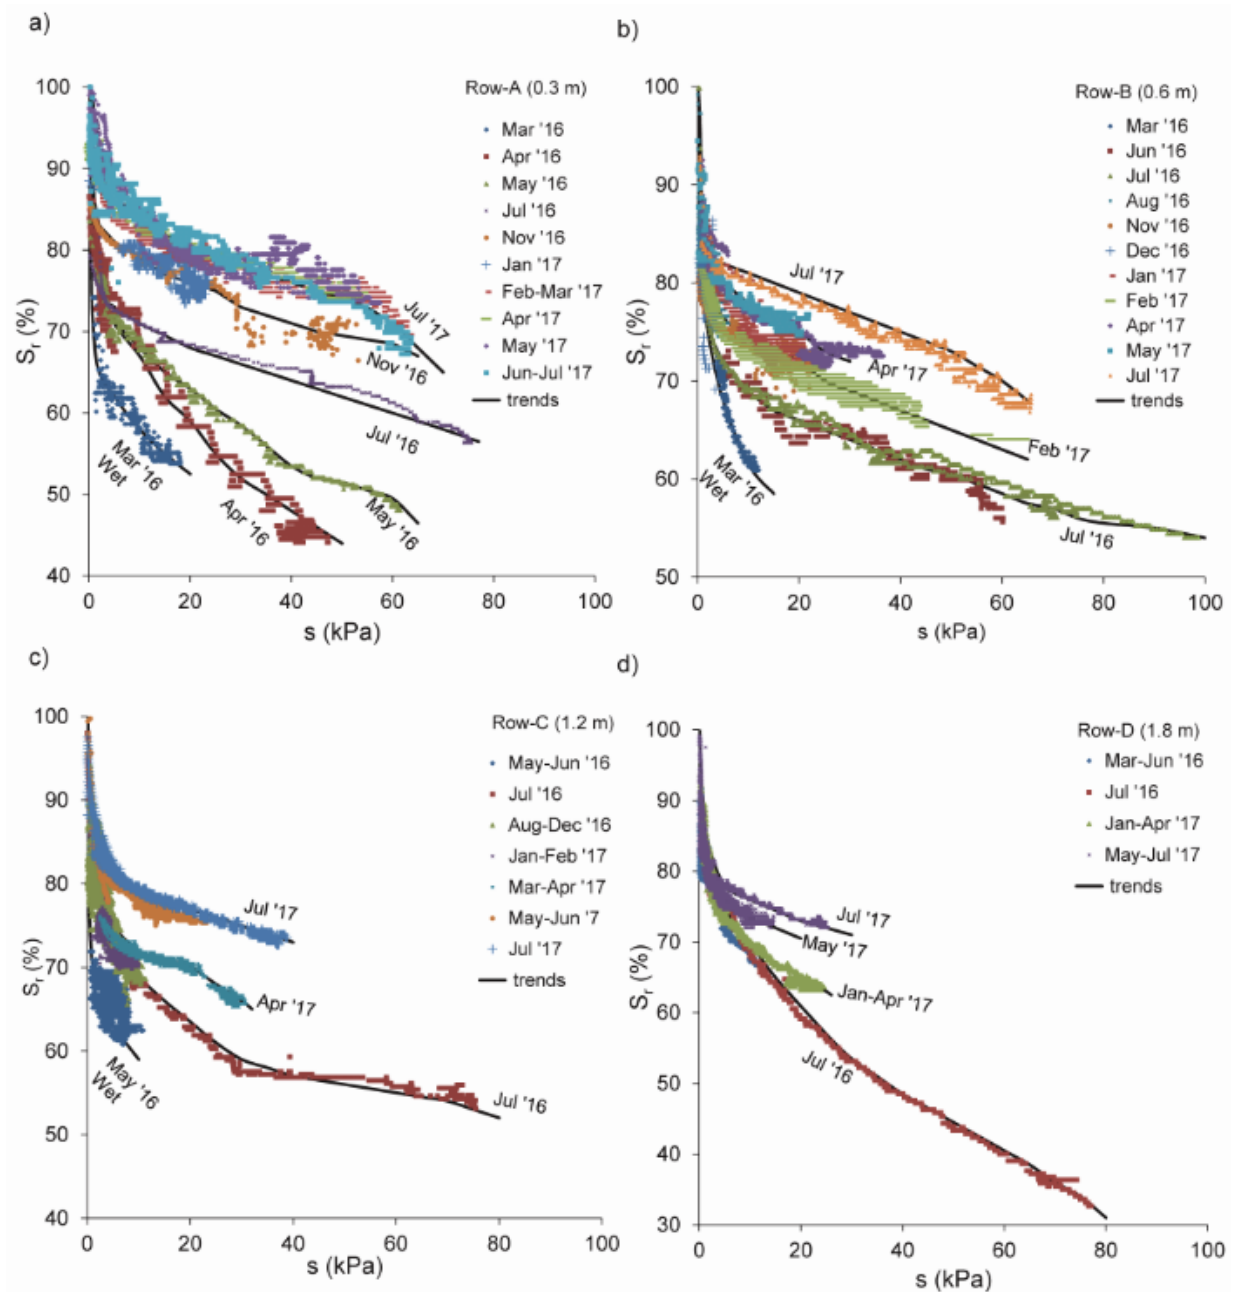 a)
Row-A (0.3 m)
Mar '16
Apr '16
May '16
Jul '16
Nov '16
Jan '17
Feb-Mar '17
Apr '17
May '17
Jun-Jul '17
trends
100
90
80
70
60
50
40
Sr (%)
Jul '17
Nov '16
Jul '16
May '16
Apr '16
Mar '16
Wet
0 20 40 60 80 100
s (kPa)
b)
Row-B (0.6 m)
Mar '16
Jun '16
Jul '16
Aug '16
Nov '16
Dec '16
Jan '17
Feb '17
Apr '17
May '17
Jul '17
trends
100
90
80
70
60
50
Sr (%)
Jul '17
Apr '17
Feb '17
Mar '16
Wet
Jul '16
0 20 40 60 80 100
s (kPa)
c)
Row-C (1.2 m)
May-Jun '16
Jul '16
Aug-Dec '16
Jan-Feb '17
Mar-Apr '17
May-Jun '7
Jul '17
trends
100
90
80
70
60
50
40
Sr (%)
Jul '17
Apr '17
May '16
Wet
Jul '16
0 20 40 60 80 100
s (kPa)
d)
Row-D (1.8 m)
Mar-Jun '16
Jul '16
Jan-Apr '17
May-Jul '17
trends
100
90
80
70
60
50
40
30
Sr (%)
Jul '17
May '17
Jan-Apr '17
Jul '16
0 20 40 60 80 100
s (kPa)